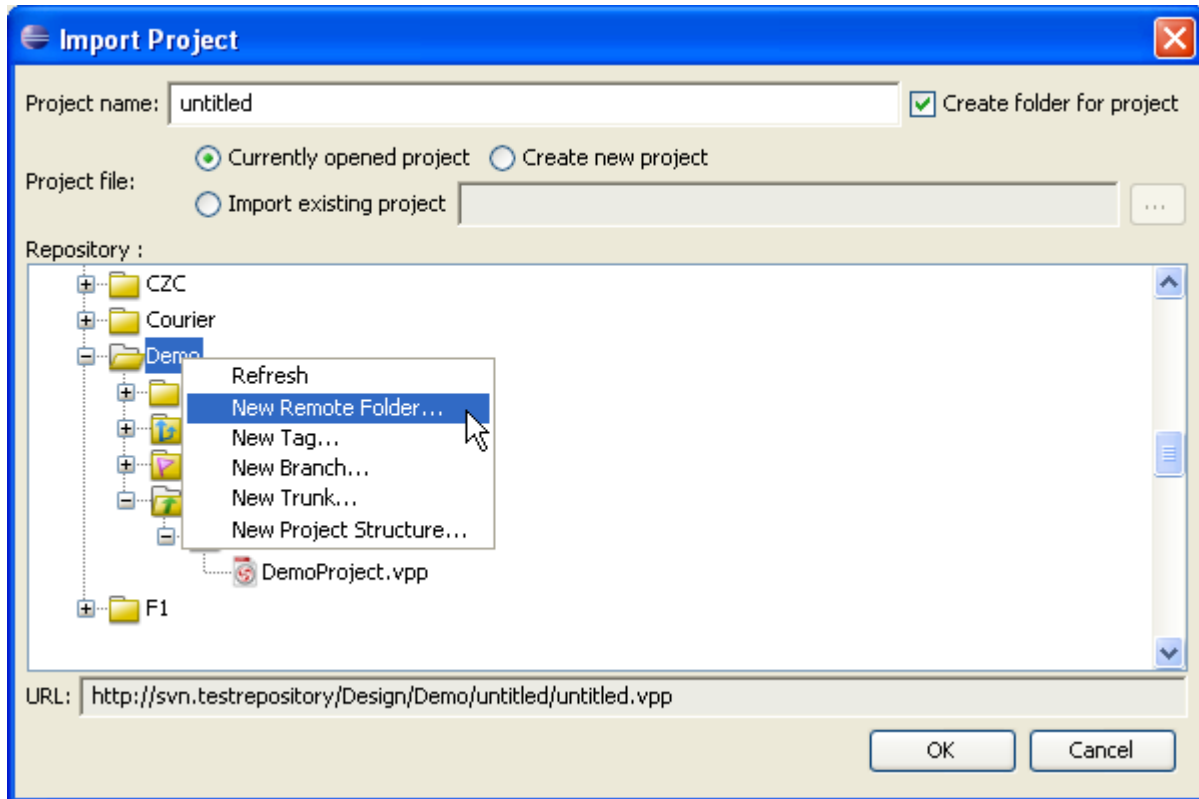 Import Project
Project name: untitled Create folder for project
Currently opened project Create new project
Project file:
Import existing project ...
Repository :
CZC
Courier
Demo
Refresh
New Remote Folder...
New Tag...
New Branch...
New Trunk...
New Project Structure...
DemoProject.vpp
F1
URL: http://svn.testrepository/Design/Demo/untitled/untitled.vpp
OK Cancel